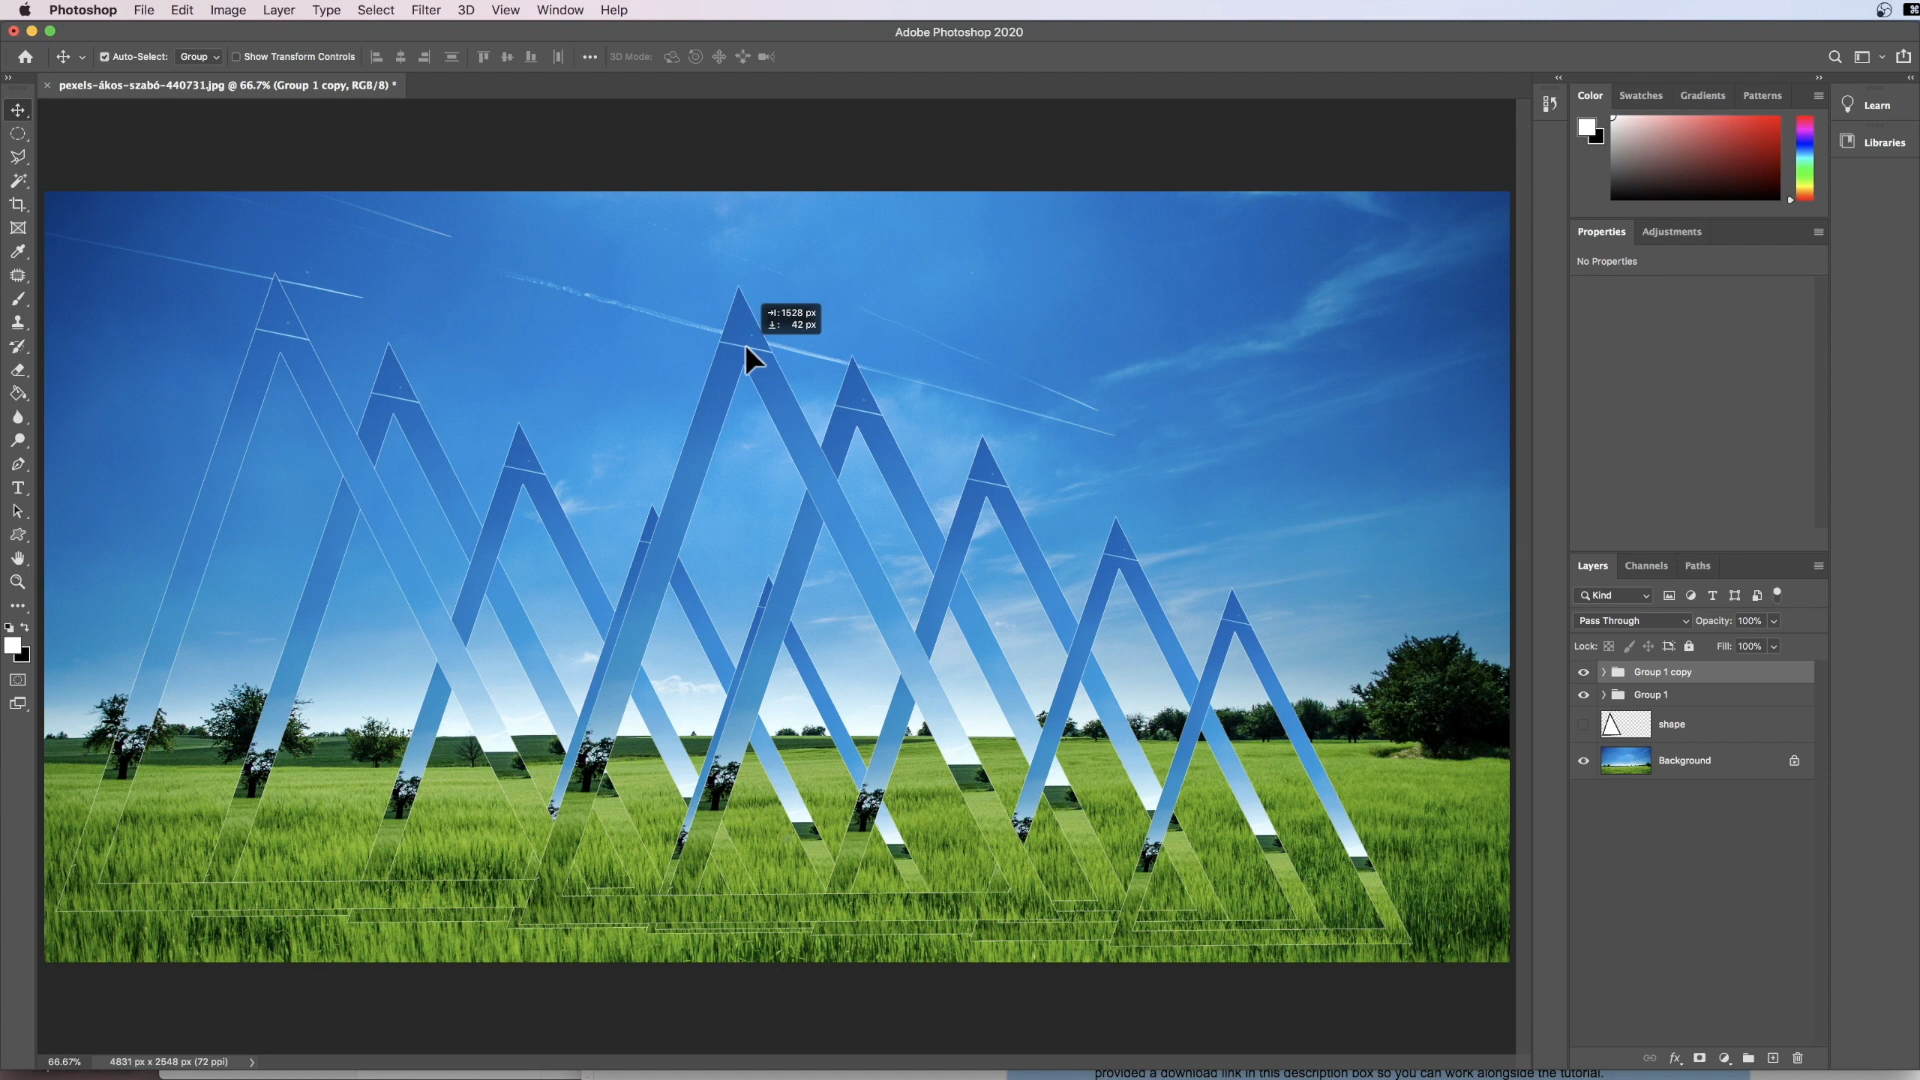 Photoshop File Edit Image Layer Type Select Filter 3D View Window Help
Adobe Photoshop 2020
Auto-Select: Group Show Transform Controls 3D Mode:
pexels-ákos-szabó-440731.jpg @ 66.7% (Group 1 copy, RGB/8) *
Color Swatches Gradients Patterns
Learn
Libraries
Properties Adjustments
No Properties
1528 px
42 px
Layers Channels Paths
Kind
Pass Through Opacity: 100%
Lock: Fill: 100%
Group 1 copy
Group 1
shape
Background
66.67% 4831 px x 2548 px (72 ppi)
provided a download link in this description box so you can work alongside the tutorial.